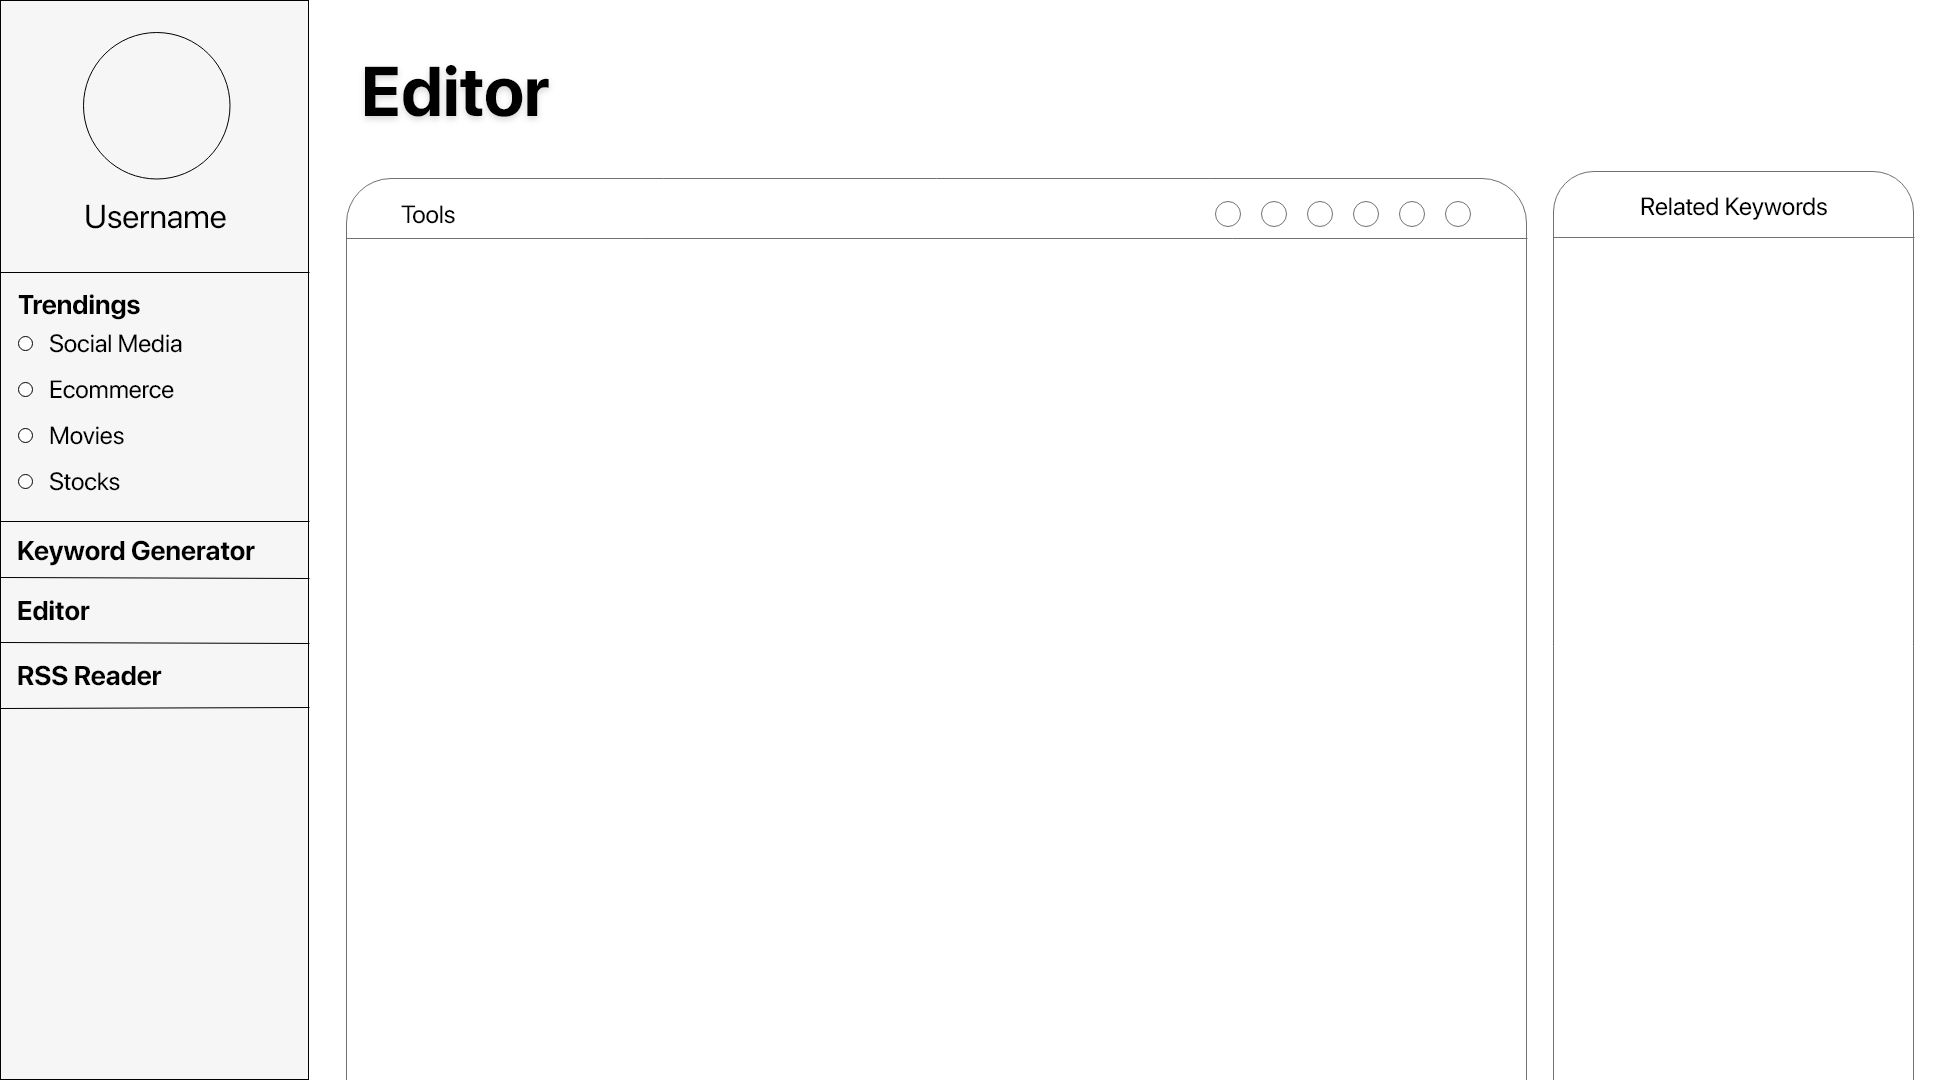 Username
Trendings
Social Media
Ecommerce
Movies
Stocks
Keyword Generator
Editor
RSS Reader
Editor
Tools
Related Keywords